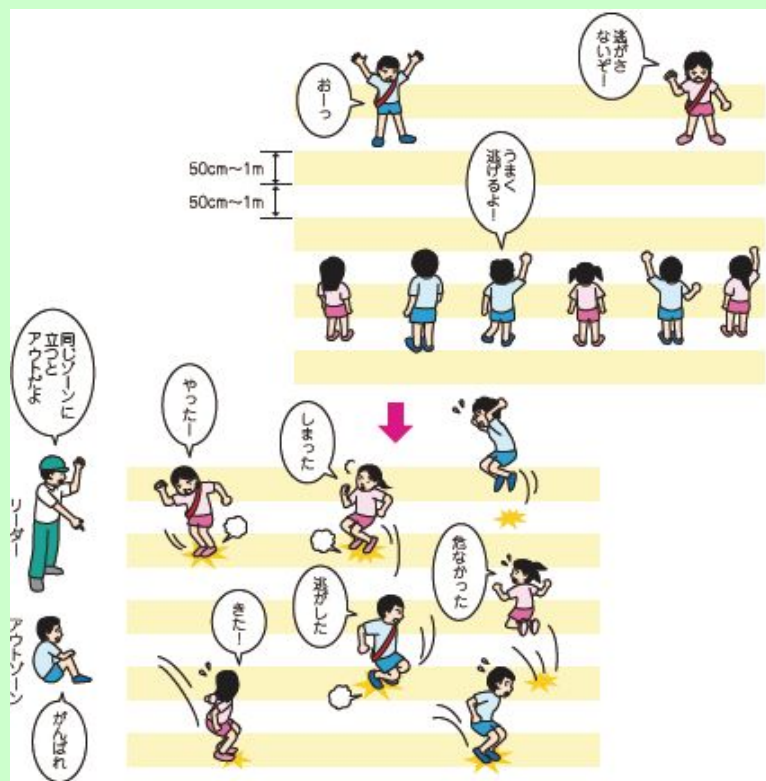 おーっ
逃がさ
ないぞ！
50cm～1m
50cm～1m
うまく
逃げるよ！
同じゾーンに
立つと
アウトだよ
リーダー
やったー
しまった
危なかった
逃がした
きた！
アウトゾーン
がんばれ